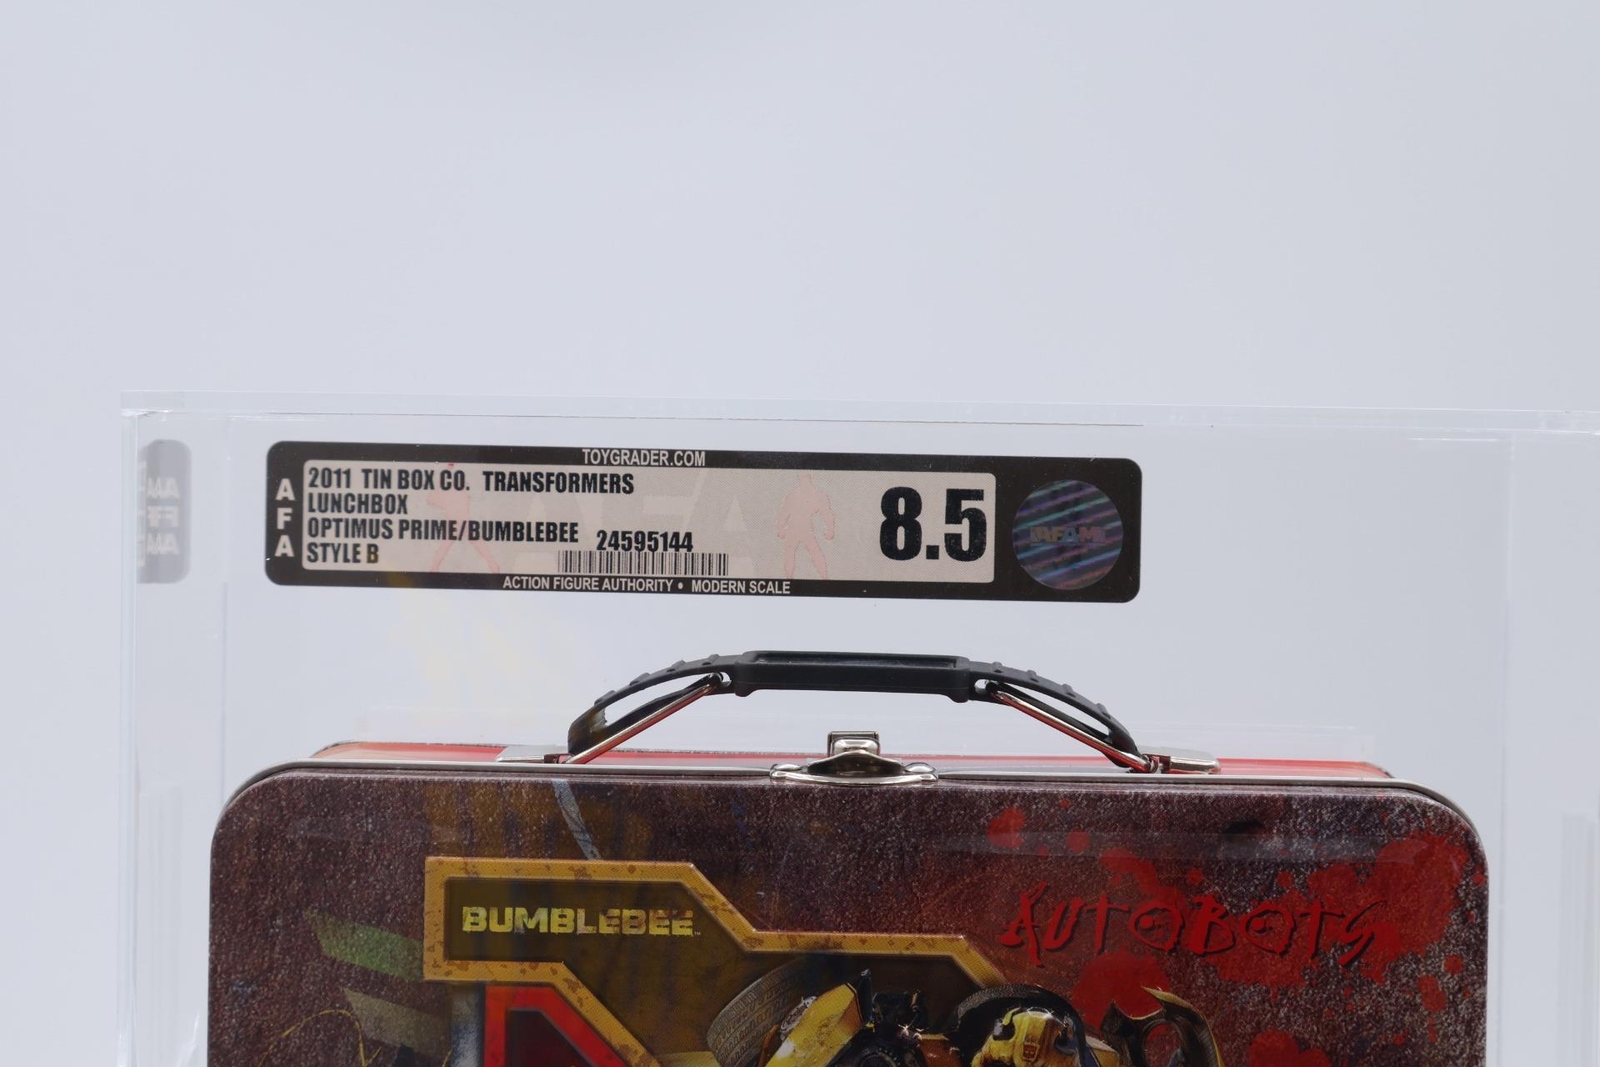 TOYGRADER.COM
AFA
2011 TIN BOX CO. TRANSFORMERS
LUNCHBOX
OPTIMUS PRIME/BUMBLEBEE
STYLE B
24595144
8.5
ACTION FIGURE AUTHORITY • MODERN SCALE
BUMBLEBEE™
AUTOBOTS